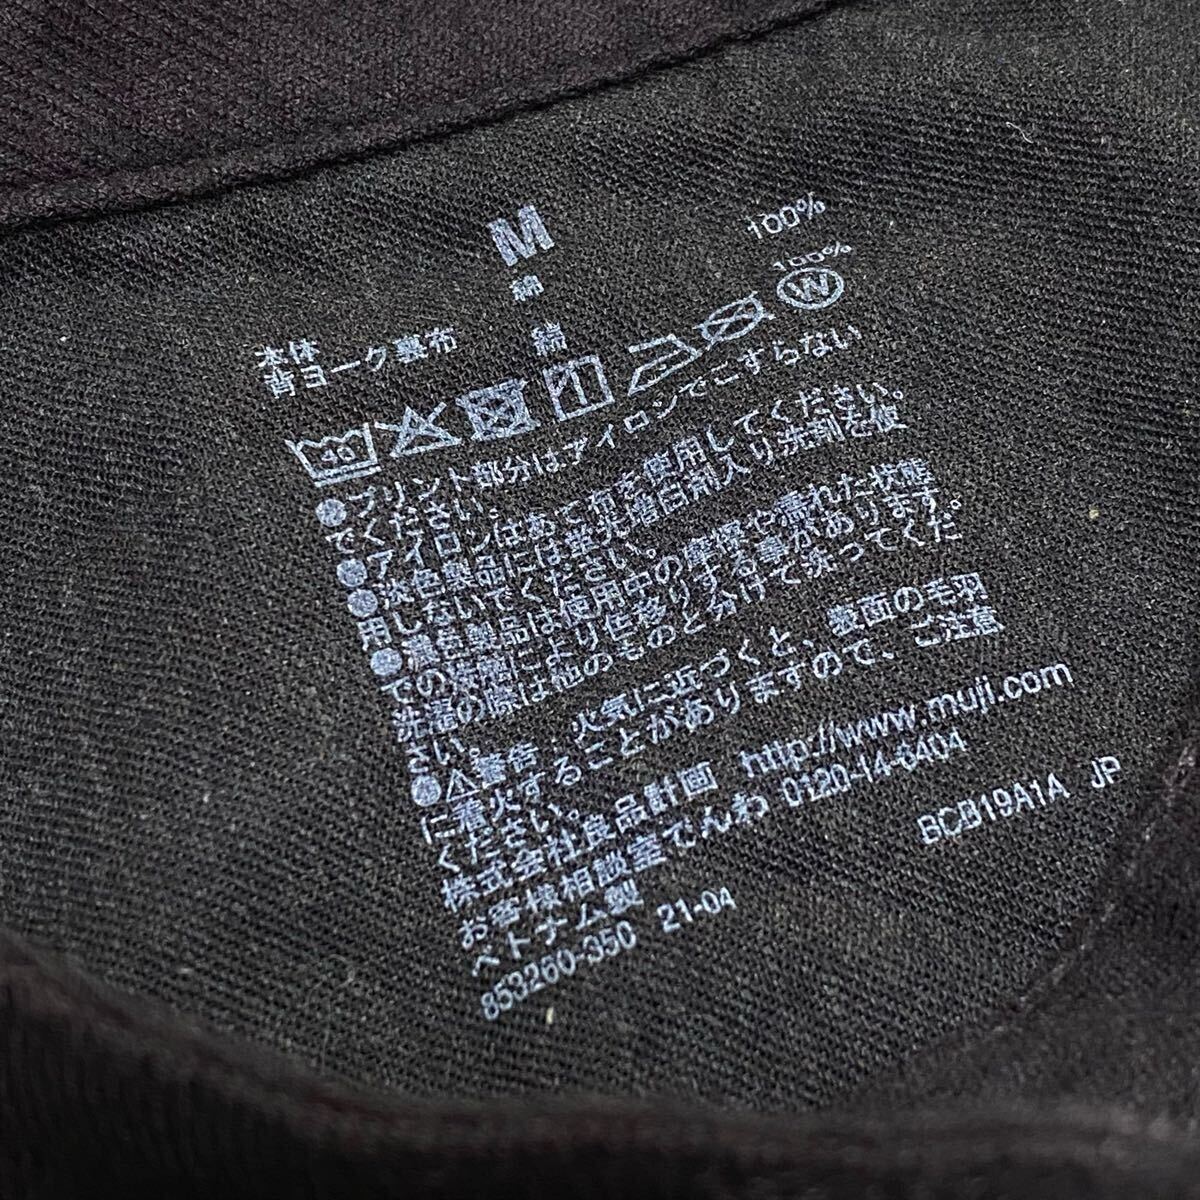 M
本体 綿 100%
背ヨーク裏布 綿 100%
40
W
●プリント部分はアイロンでこすらない
でください。
●アイロンはあて布を使用してください。
●淡色製品には蛍光増白剤入り洗剤を使
用しないでください。
●濃色製品は使用中の摩擦や濡れた状態
での摩擦により色移りする事があります。
洗濯の際は他のものと分けて洗ってくだ
さい。
●⚠警告：火気に近づくと、表面の毛羽
に着火することがありますので、ご注意
ください。
株式会社良品計画 http://www.muji.com
お客様相談室でんわ 0120-14-6404
ベトナム製 BCB19A1A JP
853260-350 21-04